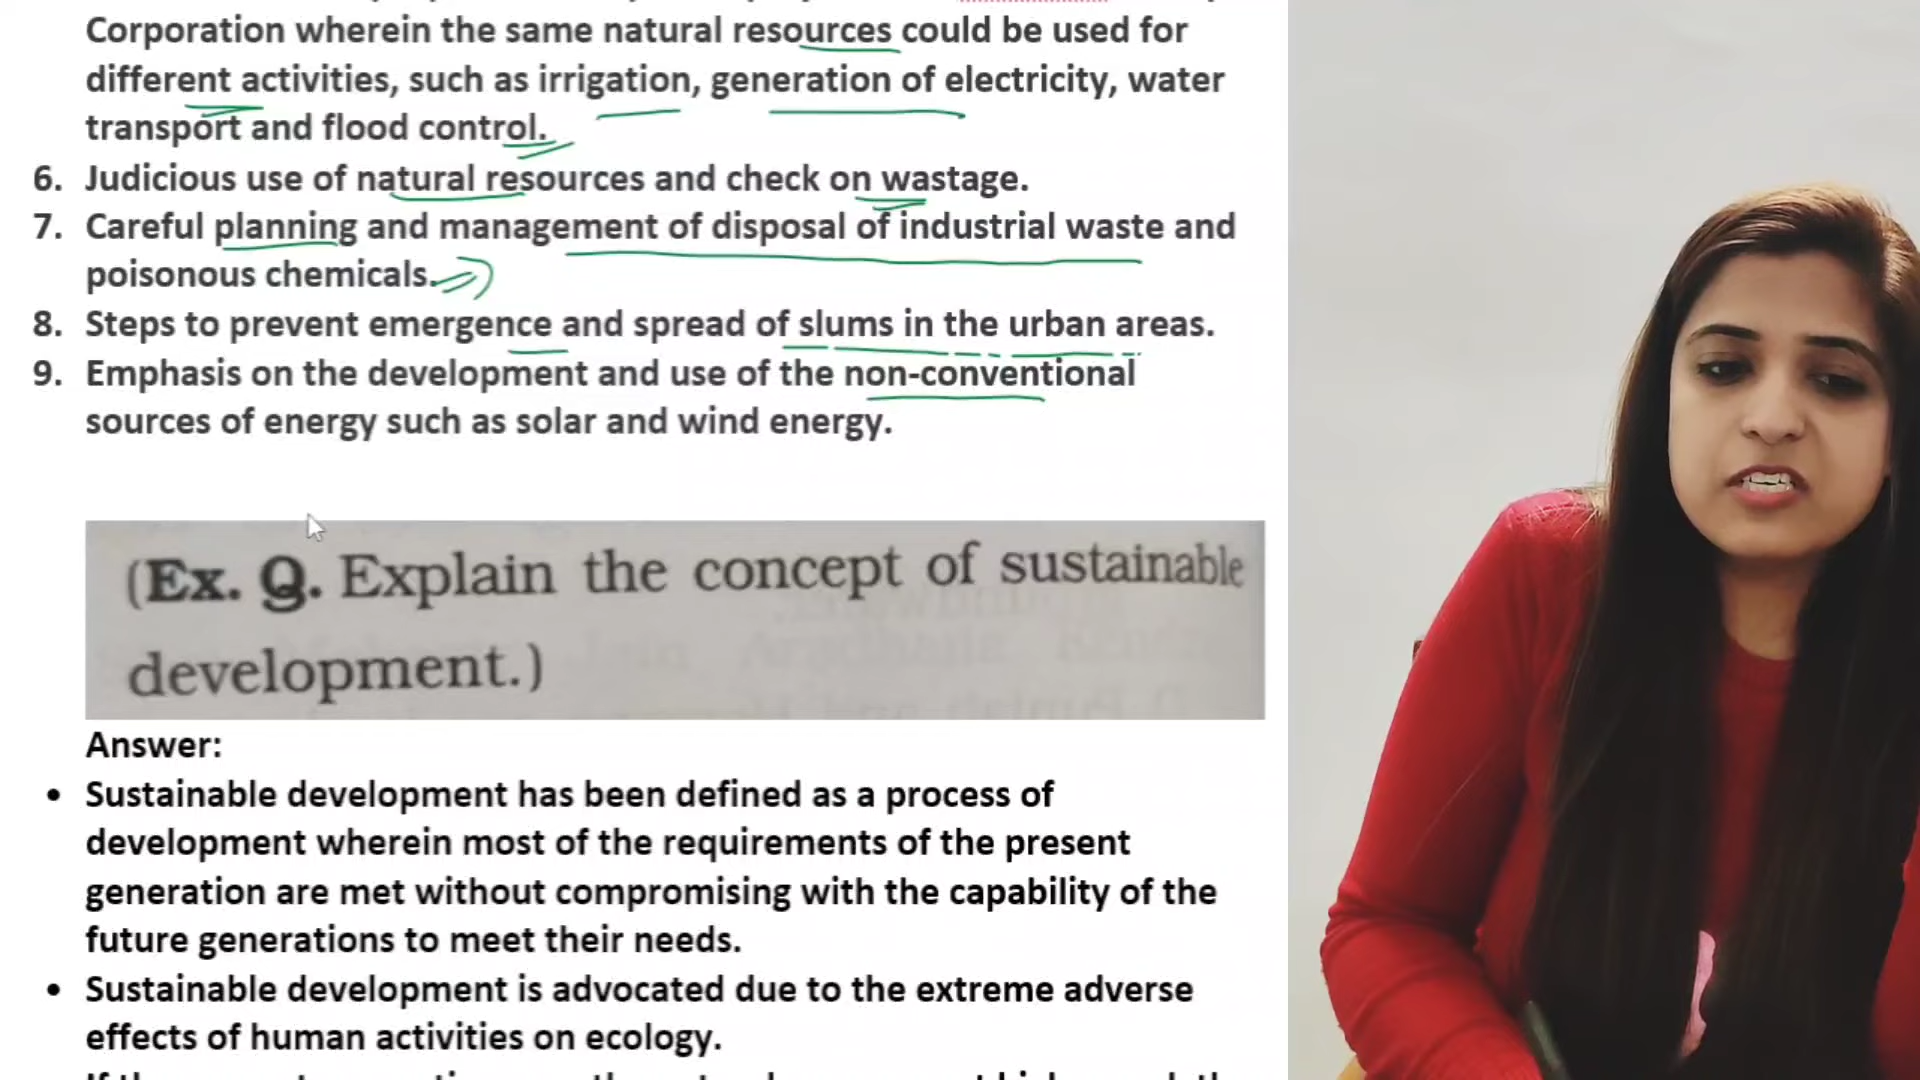 Corporation wherein the same natural resources could be used for
different activities, such as irrigation, generation of electricity, water
transport and flood control.
6. Judicious use of natural resources and check on wastage.
7. Careful planning and management of disposal of industrial waste and
poisonous chemicals.
8. Steps to prevent emergence and spread of slums in the urban areas.
9. Emphasis on the development and use of the non-conventional
sources of energy such as solar and wind energy.
(Ex. Q. Explain the concept of sustainable
development.)
Answer:
• Sustainable development has been defined as a process of
development wherein most of the requirements of the present
generation are met without compromising with the capability of the
future generations to meet their needs.
• Sustainable development is advocated due to the extreme adverse
effects of human activities on ecology.